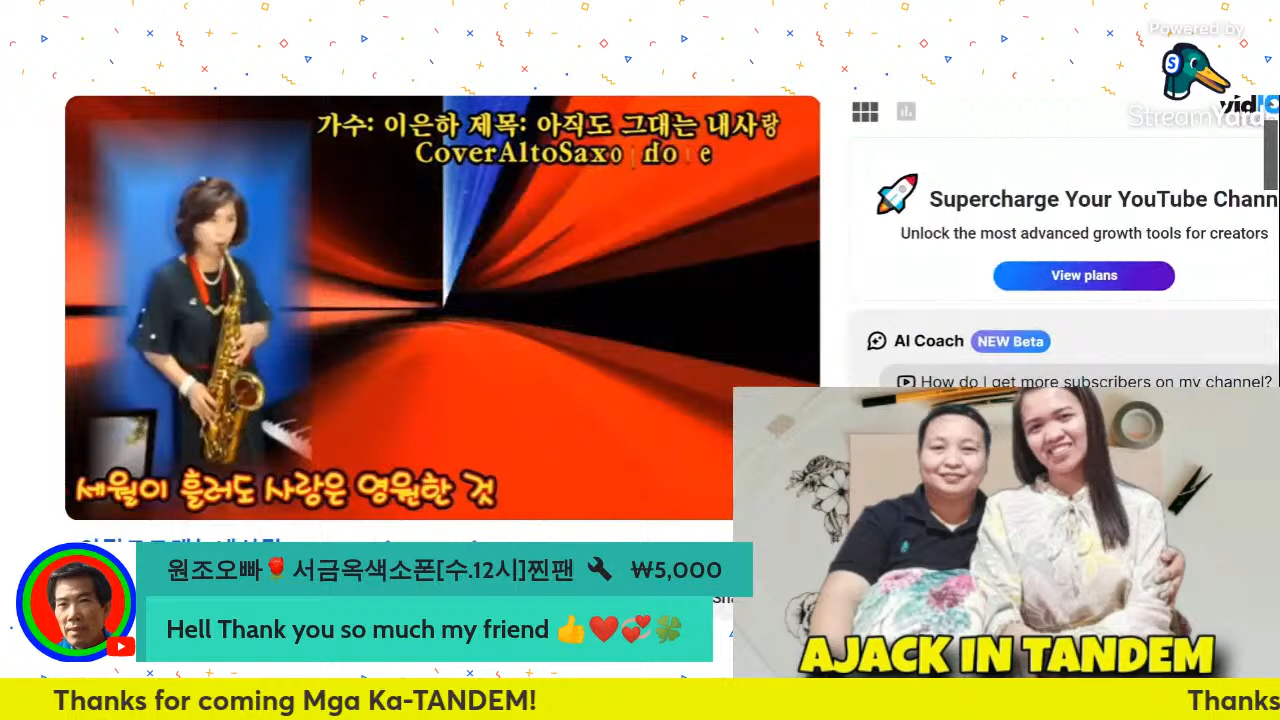 Powered by
StreamYard
가수: 이은하 제목: 아직도 그대는 내사랑
CoverAltoSaxo
세월이 흘러도 사랑은 영원한 것
Supercharge Your YouTube Chann
Unlock the most advanced growth tools for creators
View plans
AI Coach NEW Beta
How do I get more subscribers on my channel?
원조오빠🌹서금옥색소폰[수.12시]찐팬 🔧 ₩5,000
Hell Thank you so much my friend 👍❤️💞🍀
AJACK IN TANDEM
Thanks for coming Mga Ka-TANDEM!
Thanks